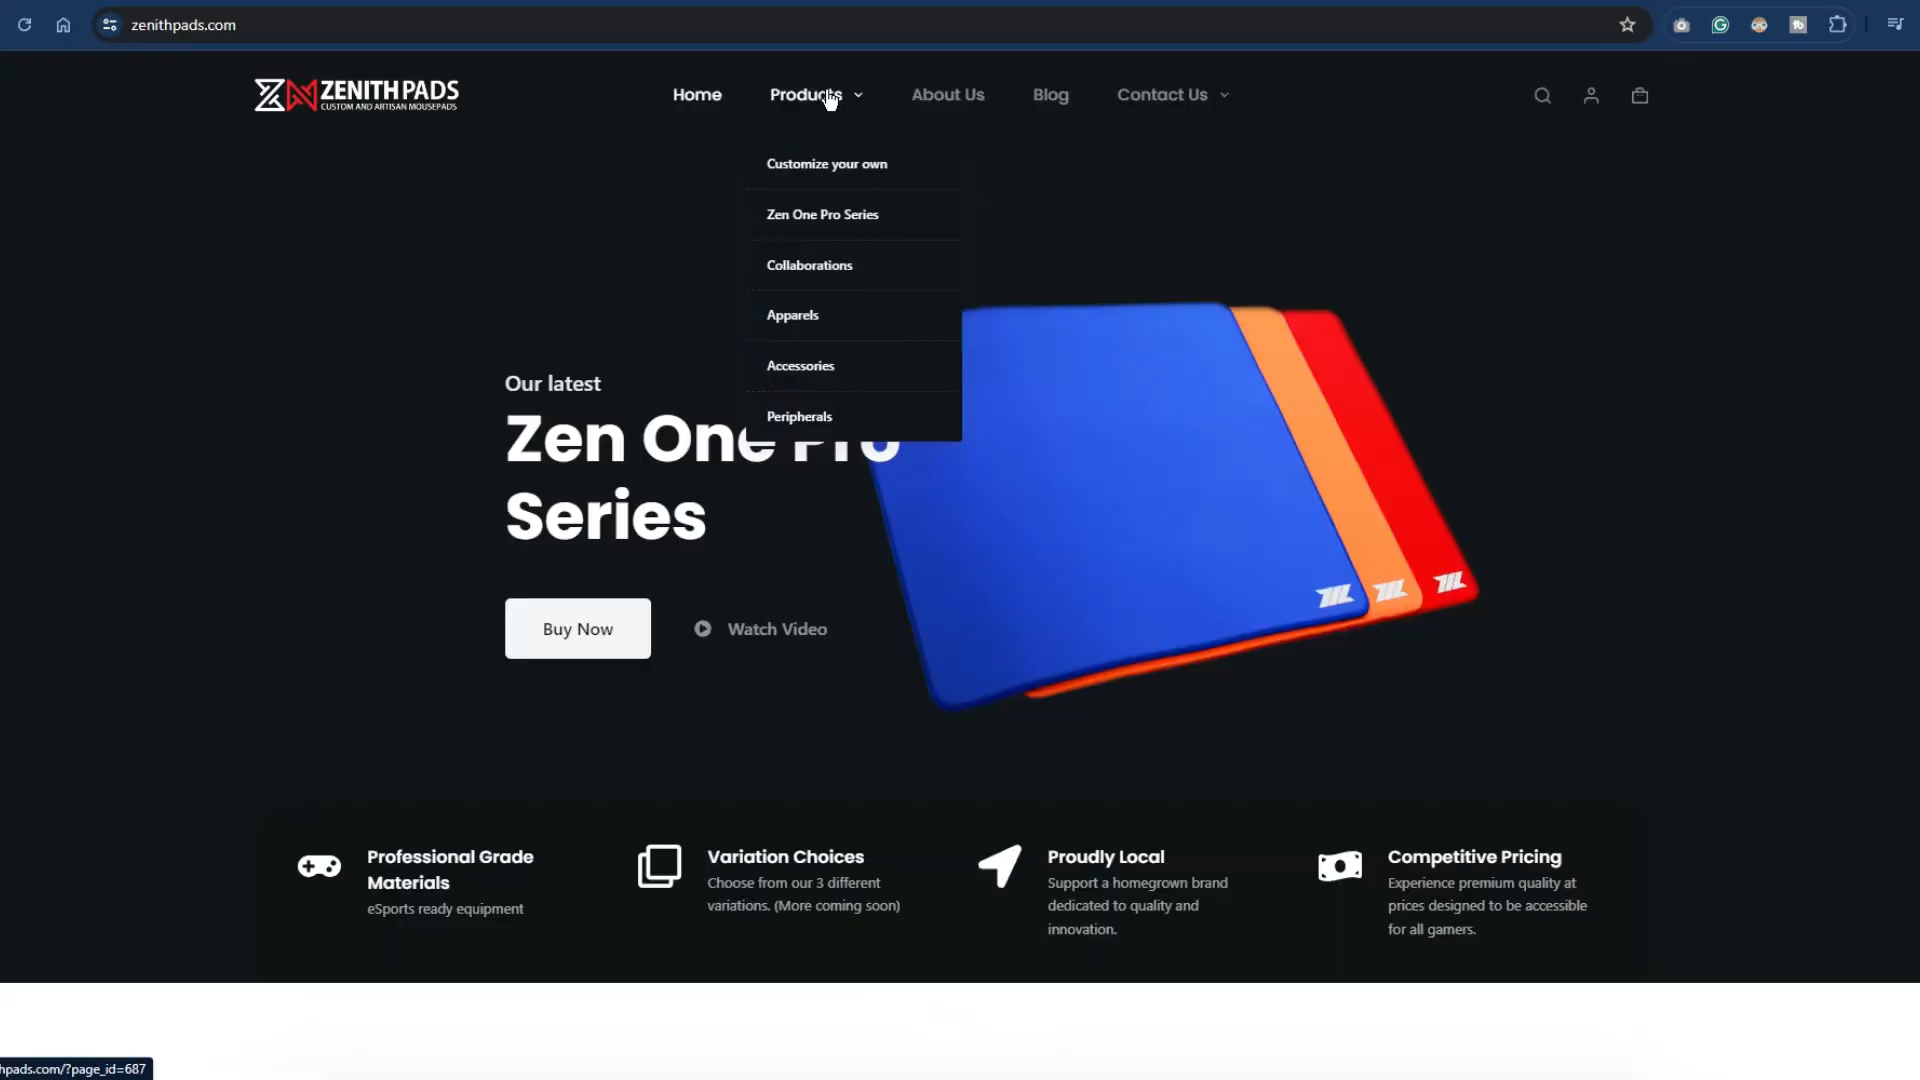 zenithpads.com
ZENITHPADS
CUSTOM AND ARTISAN MOUSEPADS
Home
Products
About Us
Blog
Contact Us
Customize your own
Zen One Pro Series
Collaborations
Apparels
Accessories
Peripherals
Our latest
Zen One Pro
Series
Buy Now
Watch Video
Professional Grade
Materials
eSports ready equipment
Variation Choices
Choose from our 3 different
variations. (More coming soon)
Proudly Local
Support a homegrown brand
dedicated to quality and
innovation.
Competitive Pricing
Experience premium quality at
prices designed to be accessible
for all gamers.
hpads.com/?page_id=687